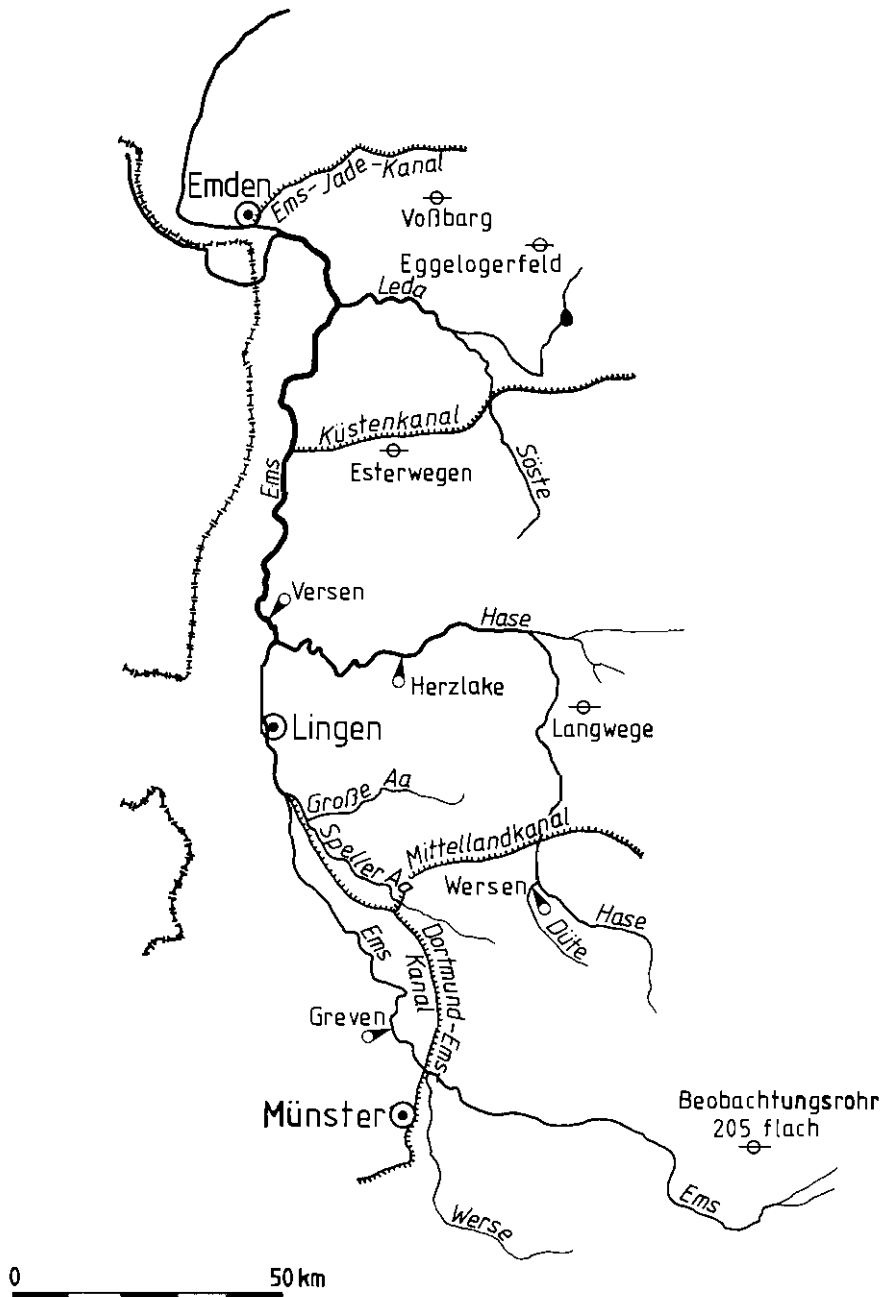 Emden
Ems-Jade-Kanal
Voßbarg
Eggelogerfeld
Leda
Küstenkanal
Esterwegen
Ems
Söste
Versen
Hase
Herzlake
Langwege
Lingen
Große Aa
Speller Aa
Mittellandkanal
Wersen
Hase
Düte
Ems
Dortmund-Ems
Kanal
Greven
Münster
Beobachtungsrohr
205 flach
Ems
Werse
0 50 km